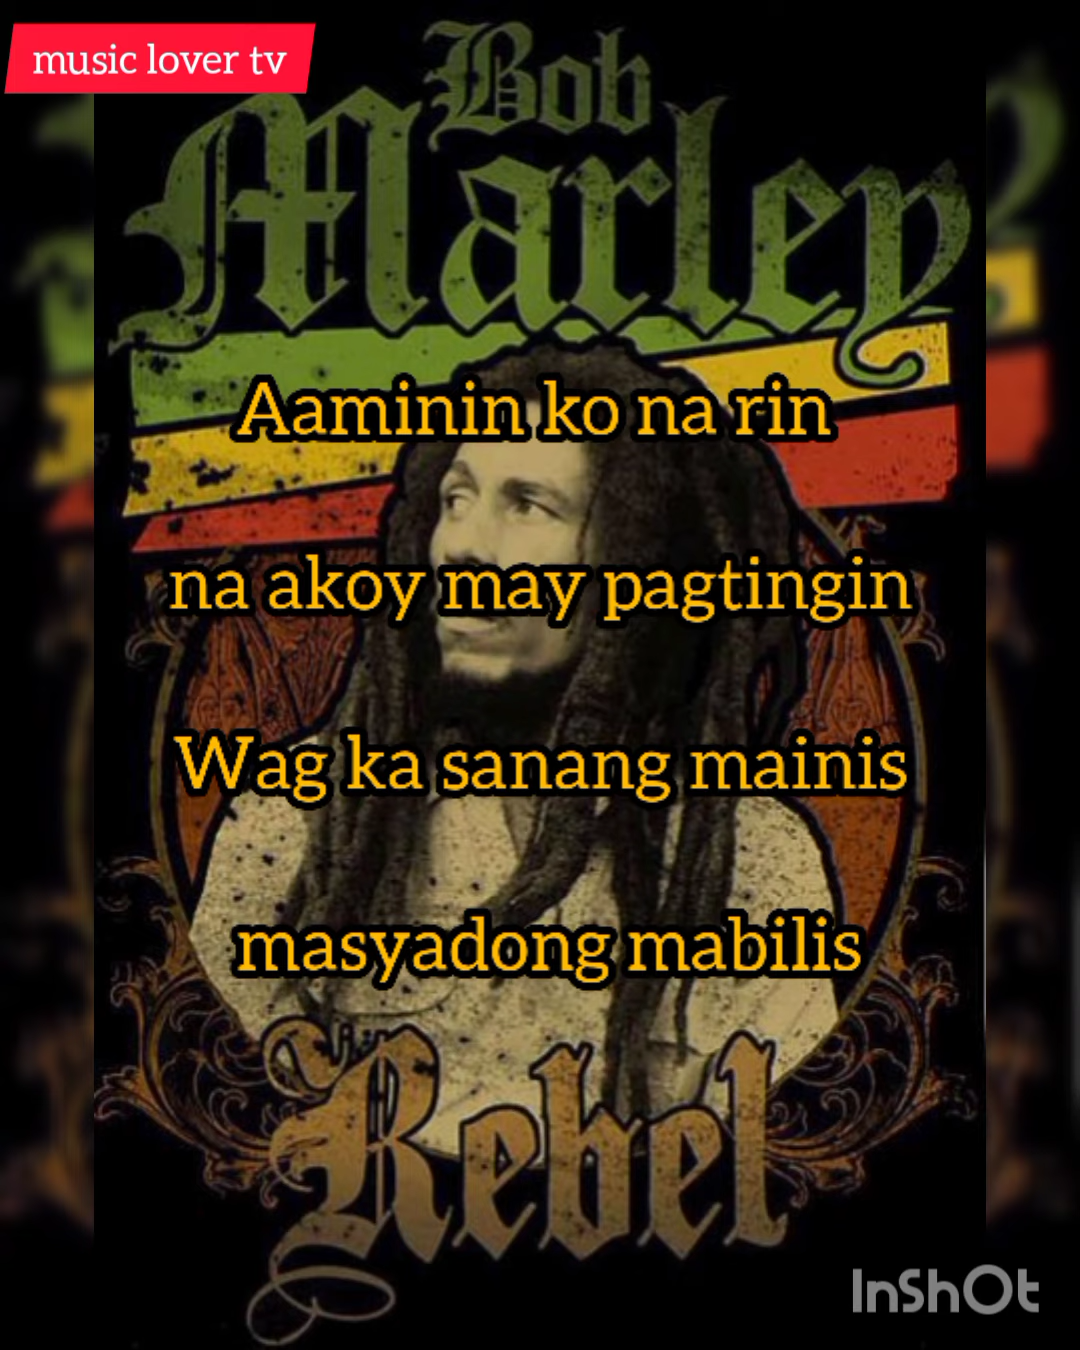 music lover tv
Bob
Marley
Aaminin ko na rin
na akoy may pagtingin
Wag ka sanang mainis
masyadong mabilis
Rebel
InShOt